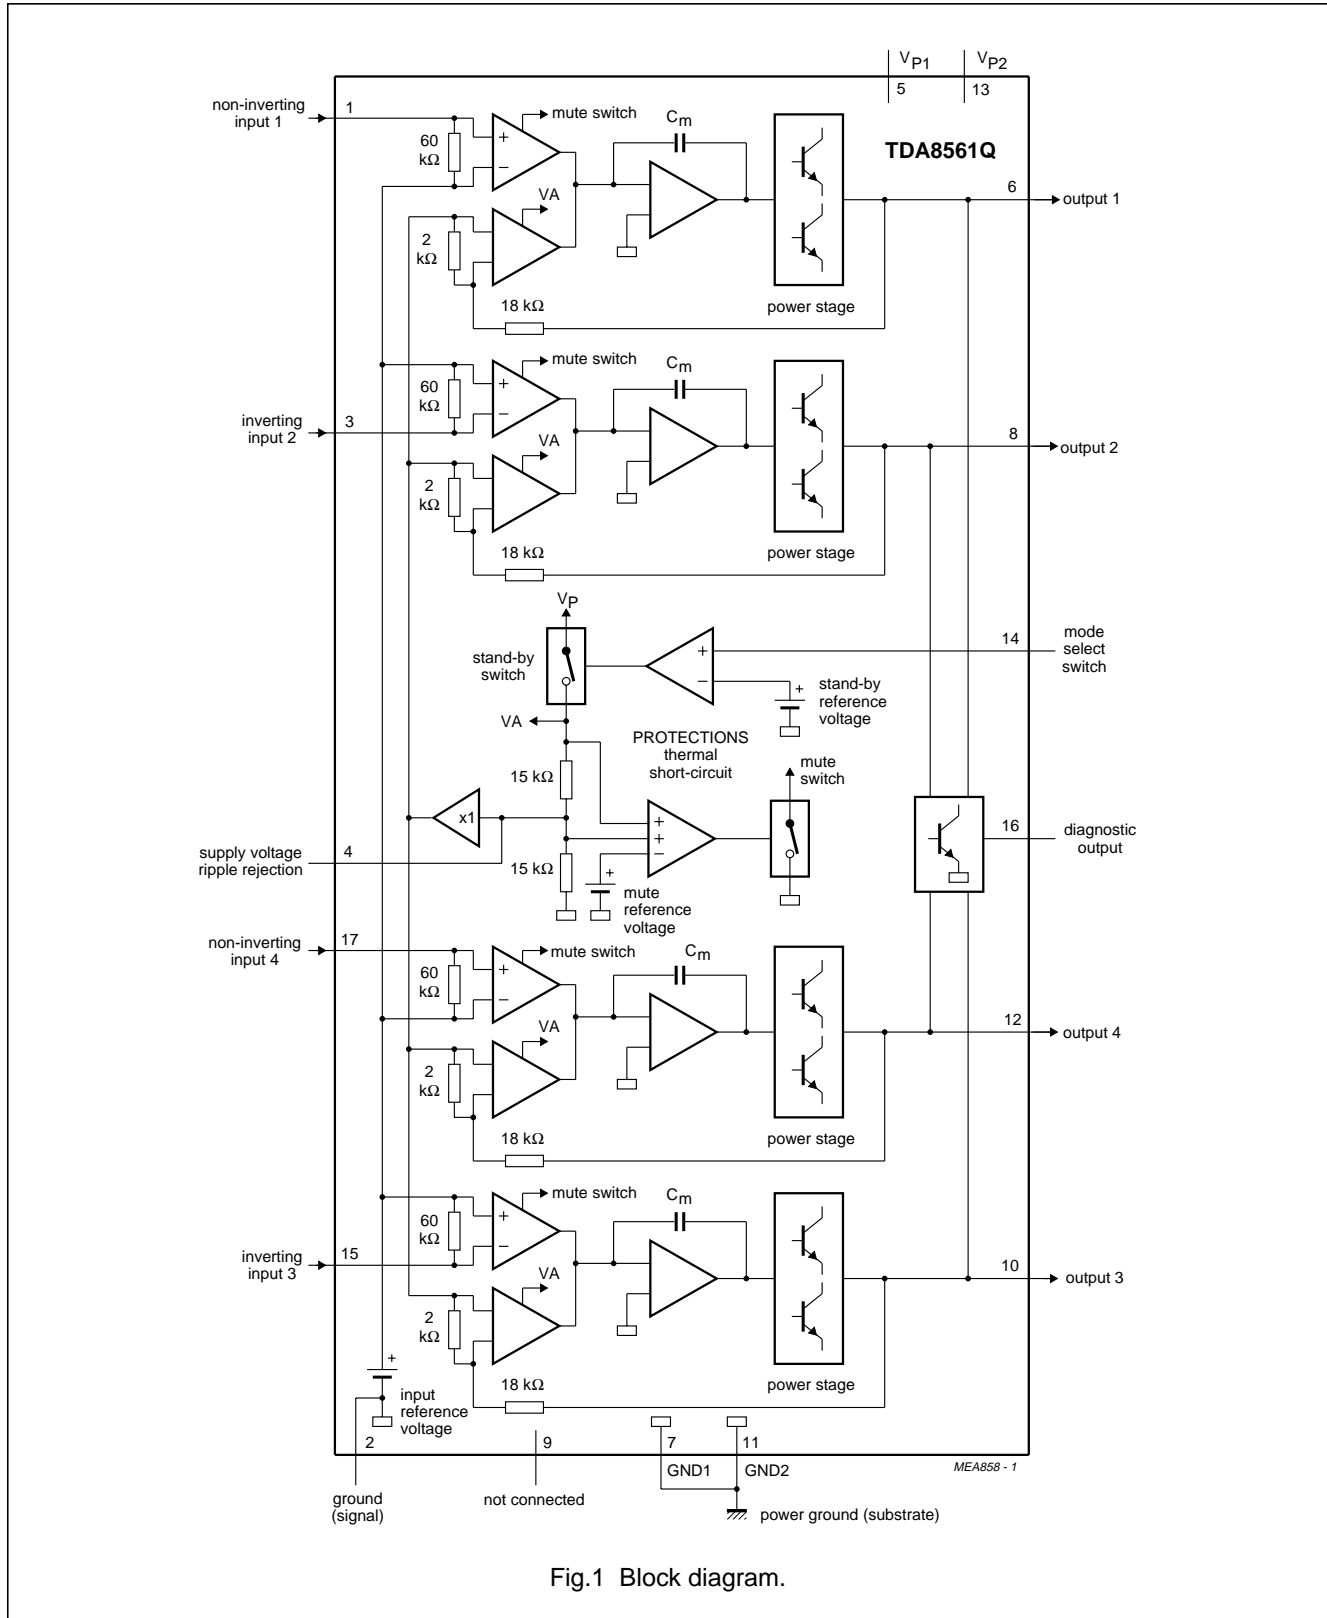 VP1
VP2
5
13
TDA8561Q
non-inverting
input 1
1
60
kΩ
+
−
mute switch
VA
2
kΩ
18 kΩ
Cm
power stage
6
output 1
60
kΩ
+
−
mute switch
Cm
inverting
input 2
3
VA
2
kΩ
18 kΩ
power stage
8
output 2
VP
stand-by
switch
+
−
14
mode
select
switch
+
stand-by
reference
voltage
VA
PROTECTIONS
thermal
short-circuit
15 kΩ
mute
switch
x1
+
+
−
supply voltage
ripple rejection
4
15 kΩ
+
mute
reference
voltage
16
diagnostic
output
non-inverting
input 4
17
60
kΩ
+
−
mute switch
Cm
VA
2
kΩ
18 kΩ
power stage
12
output 4
60
kΩ
+
−
mute switch
Cm
inverting
input 3
15
VA
2
kΩ
18 kΩ
power stage
10
output 3
+
input
reference
voltage
2
9
7
11
GND1
GND2
MEA858 - 1
ground
(signal)
not connected
power ground (substrate)
Fig.1 Block diagram.